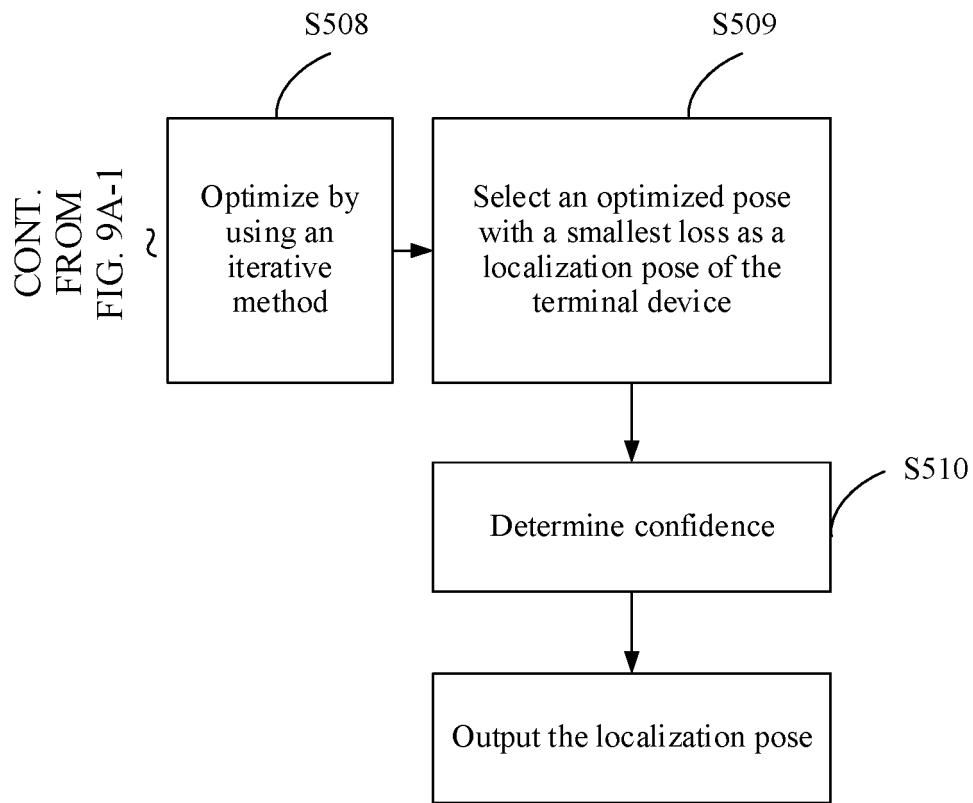 S508
S509
CONT.
FROM
FIG. 9A-1
~
Optimize by
using an
iterative
method
Select an optimized pose
with a smallest loss as a
localization pose of the
terminal device
S510
Determine confidence
Output the localization pose